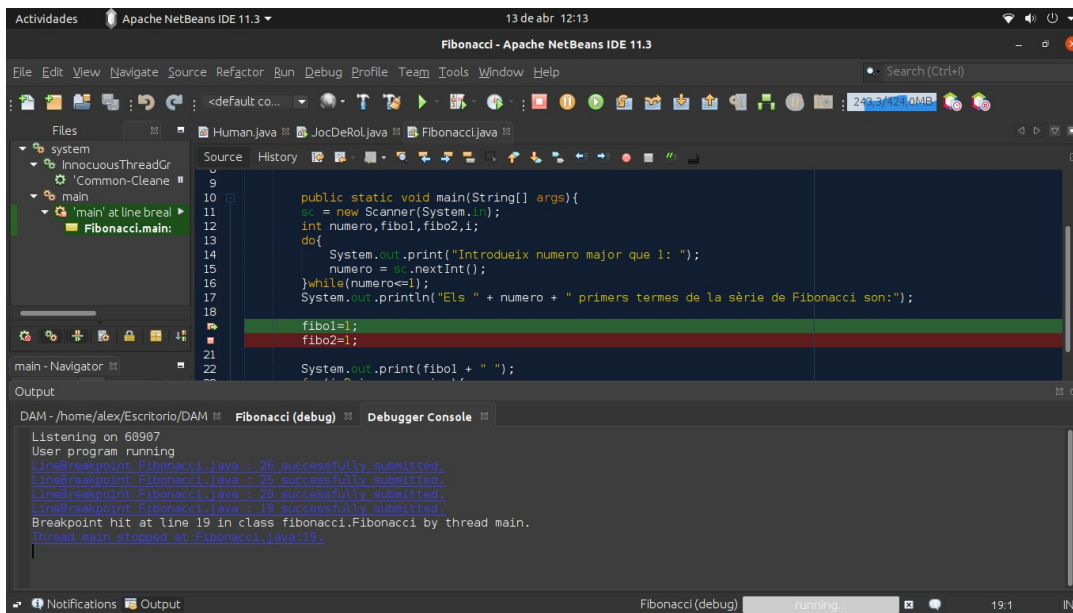 Actividades Apache NetBeans IDE 11.3 13 de abr 12:13
Fibonacci - Apache NetBeans IDE 11.3
File Edit View Navigate Source Refactor Run Debug Profile Team Tools Window Help Search (Ctrl+I)
<default co... 243,3/424,0MB
Files Human.java JocDeRol.java Fibonacci.java
system
Source History
InnocuousThreadGr
'Common-Cleane
9
main
10 public static void main(String[] args){
'main' at line breal
11 sc = new Scanner(System.in);
Fibonacci.main:
12 int numero,fibo1,fibo2,i;
13 do{
14 System.out.print("Introdueix numero major que 1: ");
15 numero = sc.nextInt();
16 }while(numero<=1);
17 System.out.println("Els " + numero + " primers termes de la sèrie de Fibonacci son:");
18
fibo1=1;
fibo2=1;
21
main - Navigator
22 System.out.print(fibo1 + " ");
Output
DAM - /home/alex/Escritorio/DAM Fibonacci (debug) Debugger Console
Listening on 60907
User program running
LineBreakpoint Fibonacci.java : 26 successfully submitted.
LineBreakpoint Fibonacci.java : 25 successfully submitted.
LineBreakpoint Fibonacci.java : 20 successfully submitted.
LineBreakpoint Fibonacci.java : 19 successfully submitted.
Breakpoint hit at line 19 in class fibonacci.Fibonacci by thread main.
Thread main stopped at Fibonacci.java:19.
Notifications Output Fibonacci (debug) running... 19:1 IN